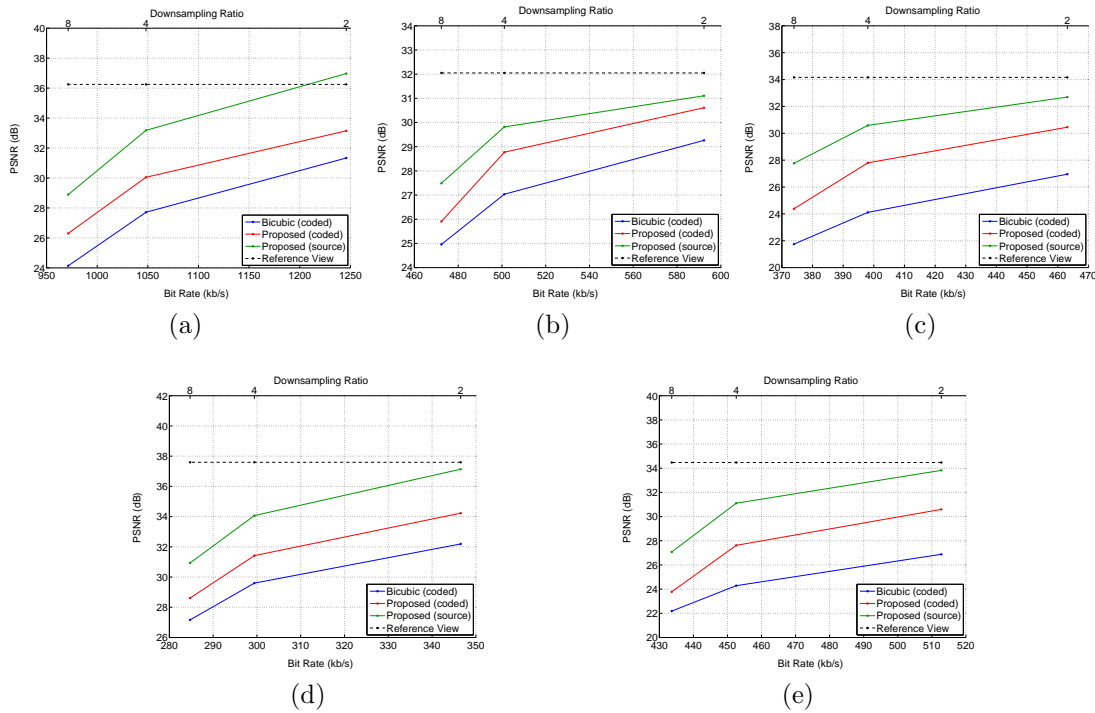 Downsampling Ratio
8 4 2
40
38
36
34
32
30
28
26
24
PSNR (dB)
950 1000 1050 1100 1150 1200 1250
Bit Rate (kb/s)
Bicubic (coded)
Proposed (coded)
Proposed (source)
Reference View
(a)
Downsampling Ratio
8 4 2
34
33
32
31
30
29
28
27
26
25
24
PSNR (dB)
460 480 500 520 540 560 580 600
Bit Rate (kb/s)
Bicubic (coded)
Proposed (coded)
Proposed (source)
Reference View
(b)
Downsampling Ratio
8 4 2
38
36
34
32
30
28
26
24
22
20
PSNR (dB)
370 380 390 400 410 420 430 440 450 460 470
Bit Rate (kb/s)
Bicubic (coded)
Proposed (coded)
Proposed (source)
Reference View
(c)
Downsampling Ratio
8 4 2
42
40
38
36
34
32
30
28
26
PSNR (dB)
280 290 300 310 320 330 340 350
Bit Rate (kb/s)
Bicubic (coded)
Proposed (coded)
Proposed (source)
Reference View
(d)
Downsampling Ratio
8 4 2
40
38
36
34
32
30
28
26
24
22
20
PSNR (dB)
430 440 450 460 470 480 490 500 510 520
Bit Rate (kb/s)
Bicubic (coded)
Proposed (coded)
Proposed (source)
Reference View
(e)